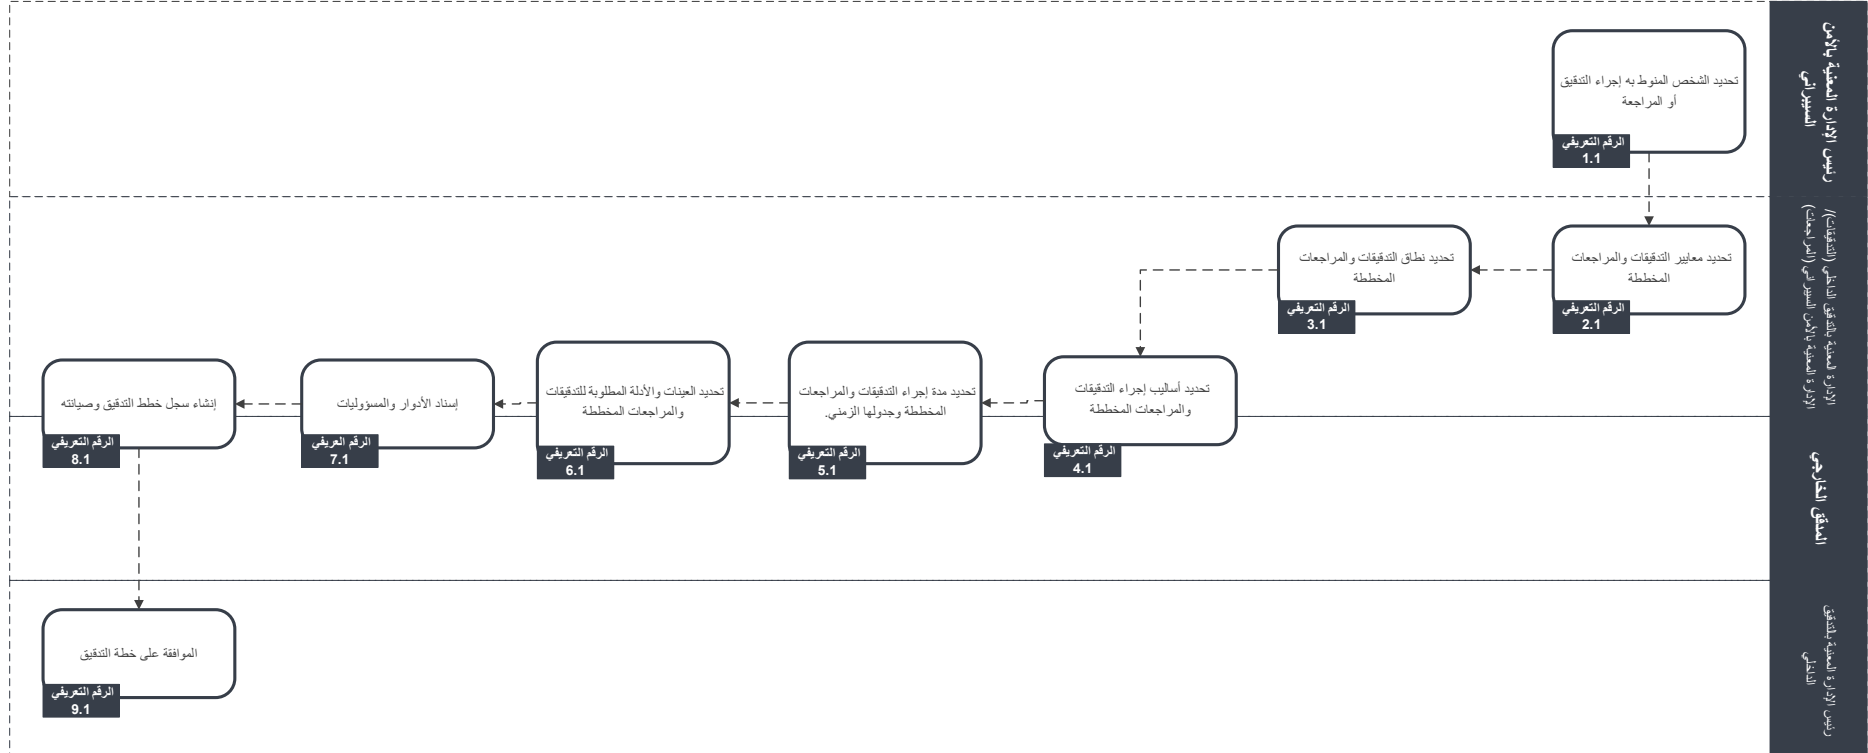 رئيس الإدارة المعنية بالأمن
السيبراني
تحديد الشخص المنوط به إجراء التدقيق
أو المراجعة
الرقم التعريفي
1.1
الإدارة المعنية بالتدقيق الداخلي (التدقيقات)/
الإدارة المعنية بالأمن السيبراني (المراجعات)
تحديد معايير التدقيقات والمراجعات
المخططة
الرقم التعريفي
2.1
تحديد نطاق التدقيقات والمراجعات
المخططة
الرقم التعريفي
3.1
تحديد أساليب إجراء التدقيقات
والمراجعات المخططة
الرقم التعريفي
4.1
تحديد مدة إجراء التدقيقات والمراجعات
المخططة وجدولها الزمني.
الرقم التعريفي
5.1
تحديد العينات والأدلة المطلوبة للتدقيقات
والمراجعات المخططة
الرقم التعريفي
6.1
إسناد الأدوار والمسؤوليات
الرقم العريفي
7.1
إنشاء سجل خطط التدقيق وصيانته
الرقم التعريفي
8.1
المدقق الخارجي
رئيس الإدارة المعنية بالتدقيق
الداخلي
الموافقة على خطة التدقيق
الرقم التعريفي
9.1